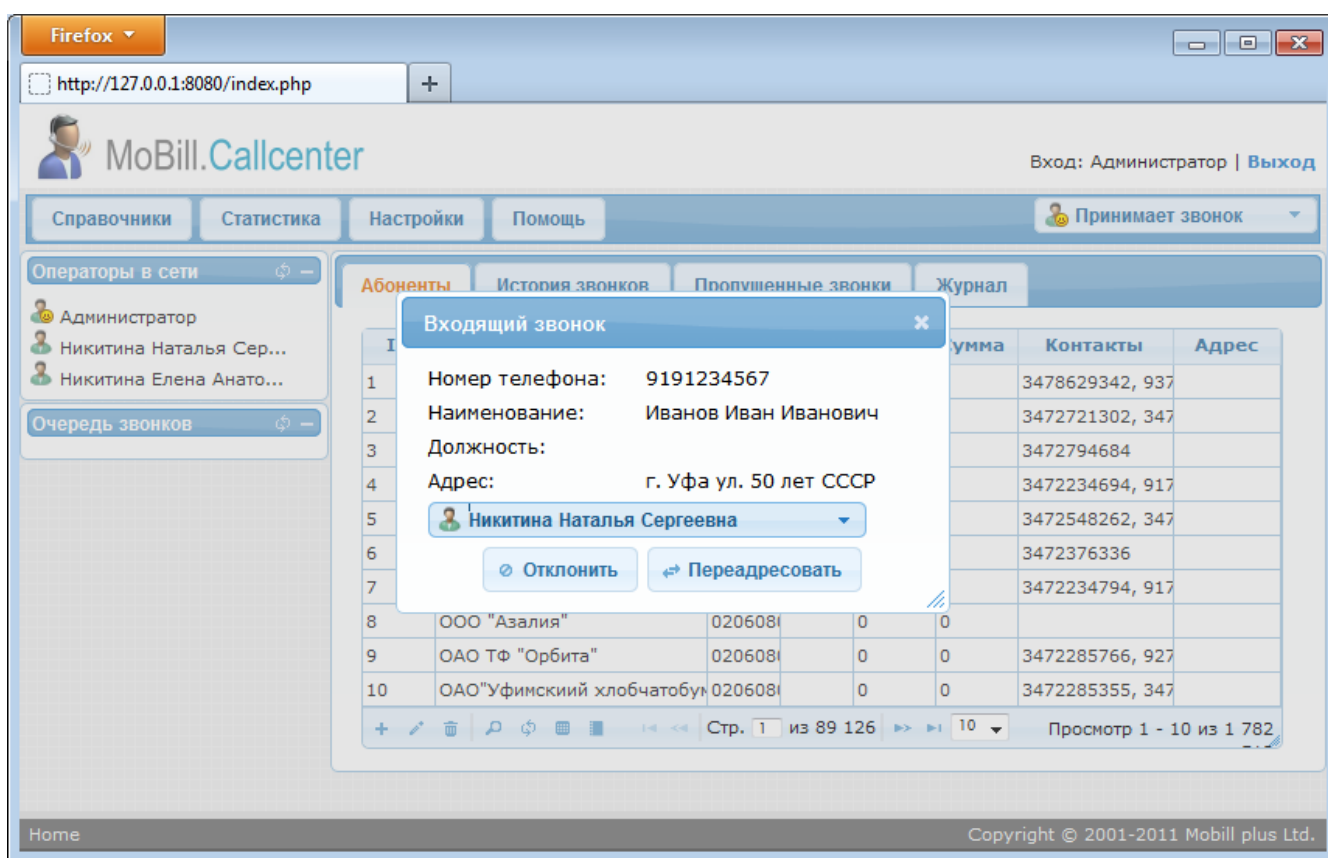 Firefox
http://127.0.0.1:8080/index.php
MoBill.Callcenter
Вход: Администратор | Выход
Справочники Статистика Настройки Помощь
Принимает звонок
Операторы в сети
Администратор
Никитина Наталья Сер...
Никитина Елена Анато...
Очередь звонков
Абоненты История звонков Пропущенные звонки Журнал
Контакты Адрес
Входящий звонок
Номер телефона: 9191234567
Наименование: Иванов Иван Иванович
Должность:
Адрес: г. Уфа ул. 50 лет СССР
Никитина Наталья Сергеевна
Отклонить Переадресовать
1 3478629342, 937
2 3472721302, 347
3 3472794684
4 3472234694, 917
5 3472548262, 347
6 3472376336
7 3472234794, 917
8 ООО "Азалия" 020608 0 0
9 ОАО ТФ "Орбита" 020608 0 0 3472285766, 927
10 ОАО"Уфимскиий хлобчатобум 020608 0 0 3472285355, 347
Стр. 1 из 89 126 10 Просмотр 1 - 10 из 1 782
Home
Copyright © 2001-2011 Mobill plus Ltd.